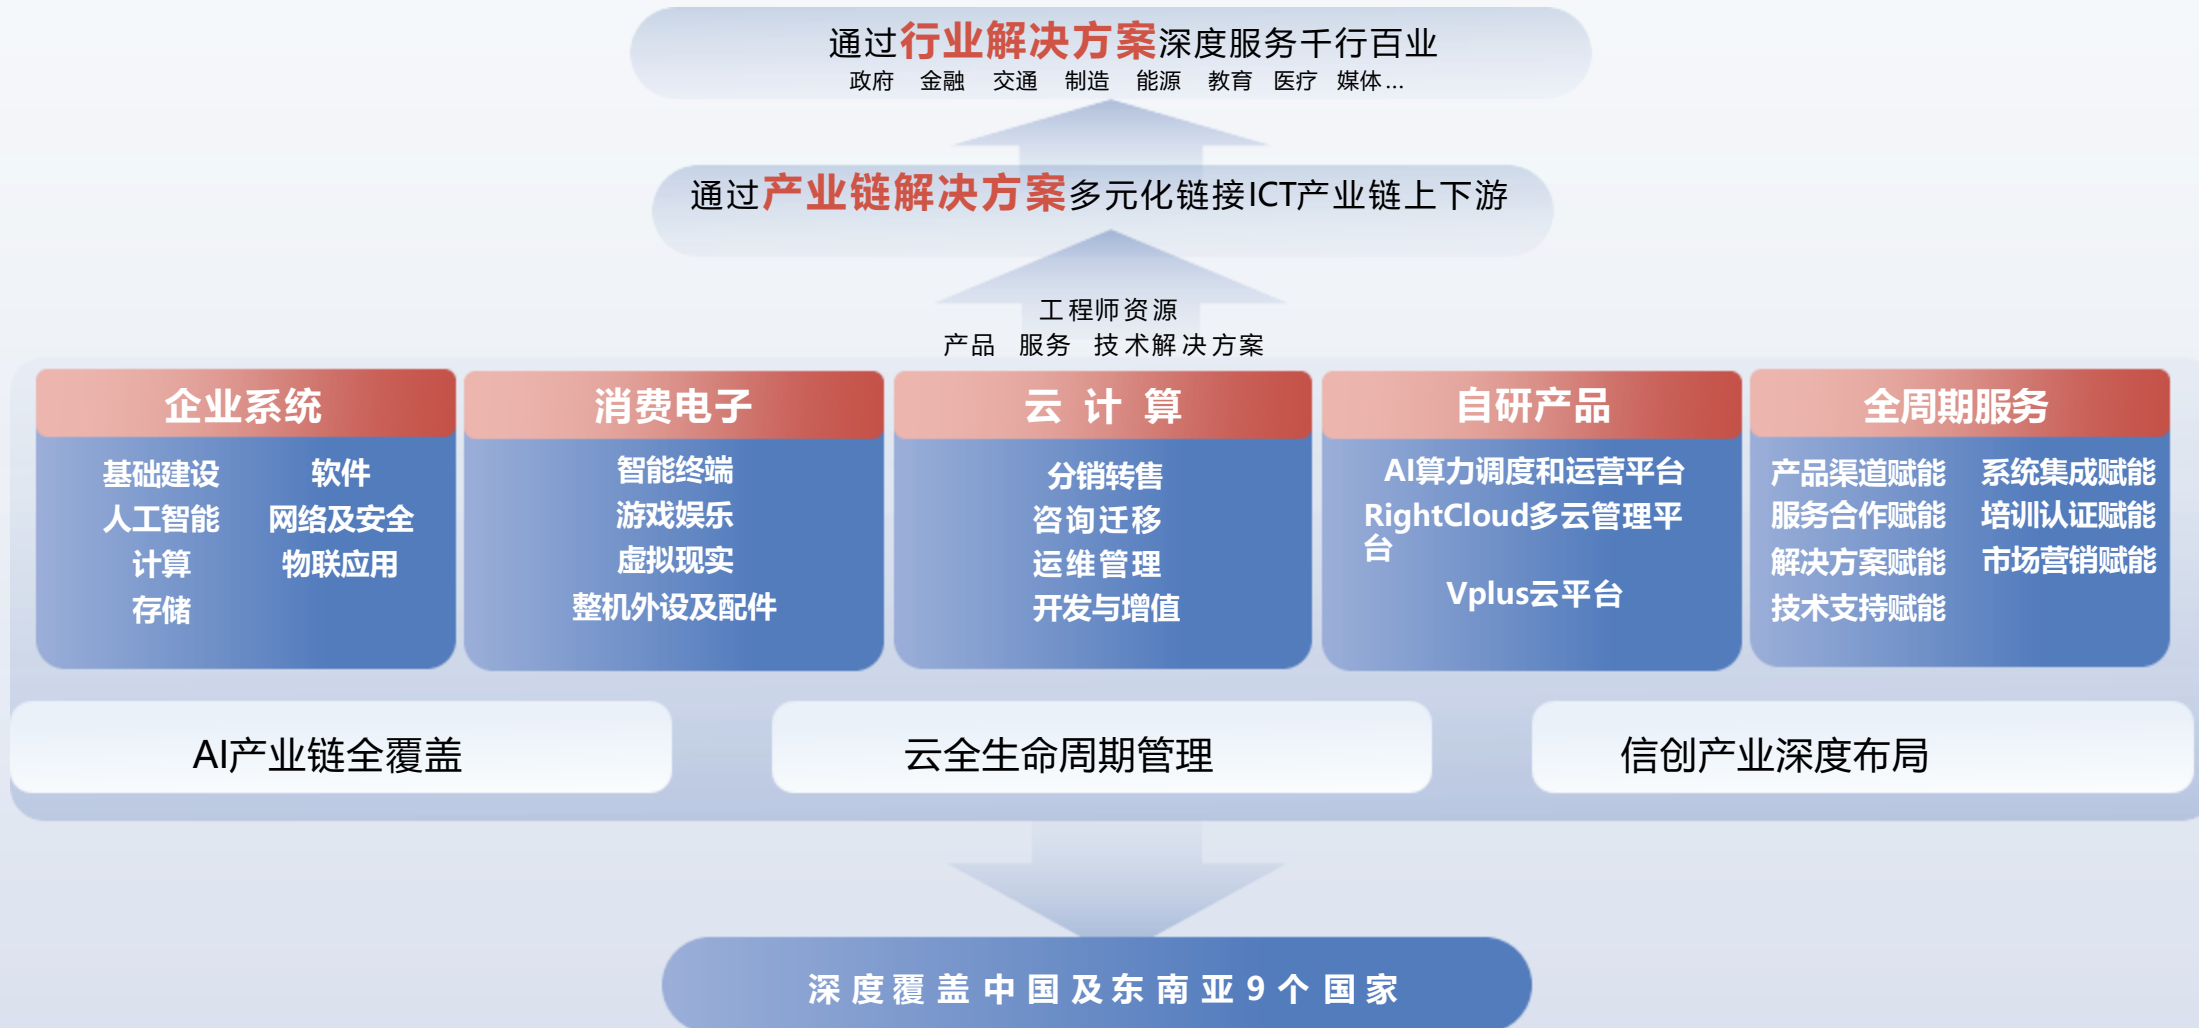 通过行业解决方案深度服务千行百业
政府 金融 交通 制造 能源 教育 医疗 媒体...
通过产业链解决方案多元化链接ICT产业链上下游
工程师资源
产品 服务 技术解决方案
企业系统
基础建设 软件
人工智能 网络及安全
计算 物联应用
存储
消费电子
智能终端
游戏娱乐
虚拟现实
整机外设及配件
云计算
分销转售
咨询迁移
运维管理
开发与增值
自研产品
AI算力调度和运营平台
RightCloud多云管理平
台
Vplus云平台
全周期服务
产品渠道赋能 系统集成赋能
服务合作赋能 培训认证赋能
解决方案赋能 市场营销赋能
技术支持赋能
AI产业链全覆盖
云全生命周期管理
信创产业深度布局
深度覆盖中国及东南亚9个国家